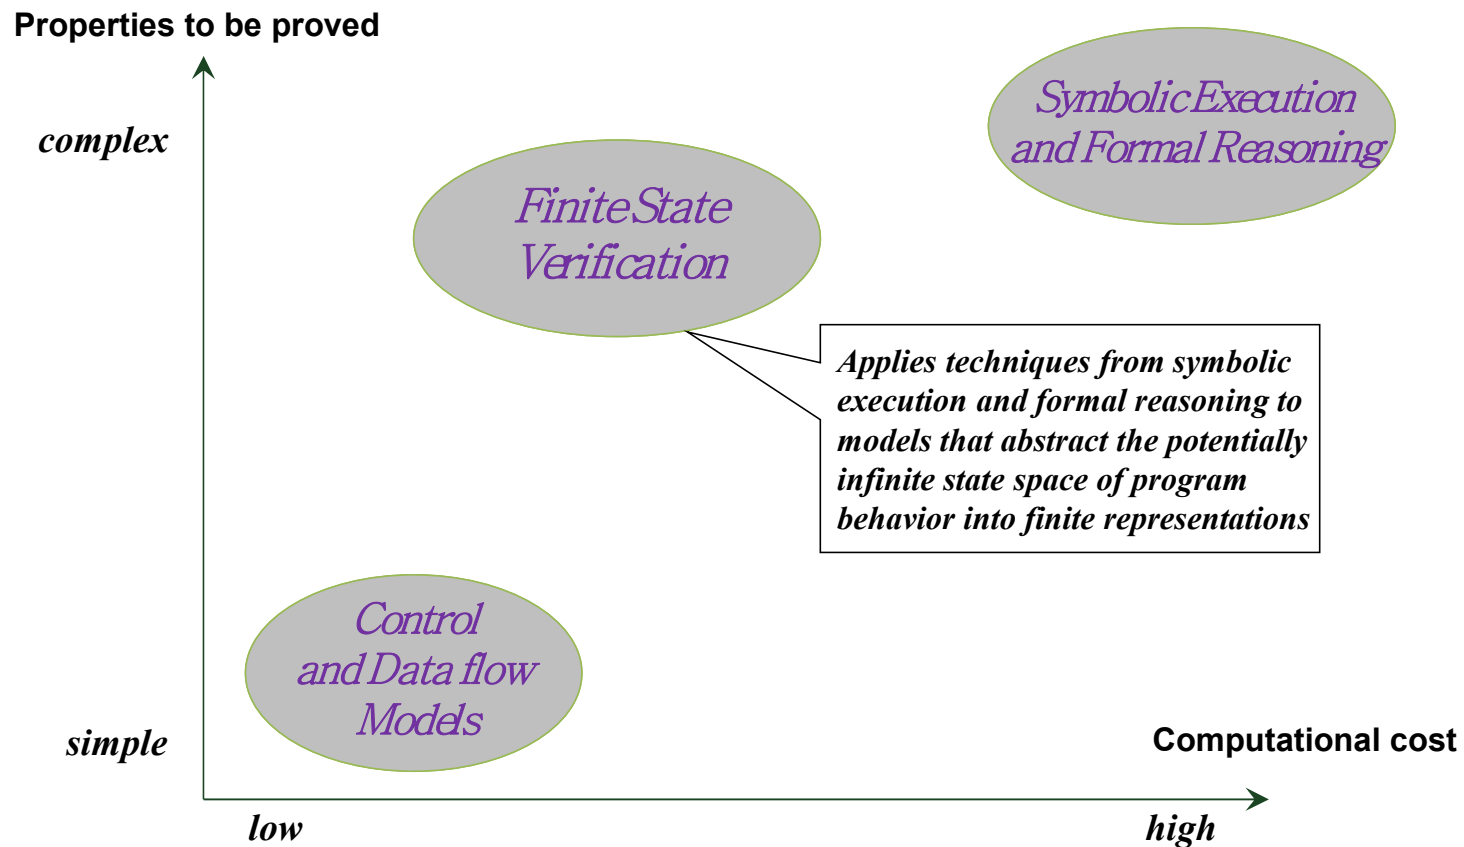 Properties to be proved
complex
Symbolic Execution
and Formal Reasoning
Finite State
Verification
Applies techniques from symbolic
execution and formal reasoning to
models that abstract the potentially
infinite state space of program
behavior into finite representations
Control
and Data flow
Models
simple
Computational cost
low
high